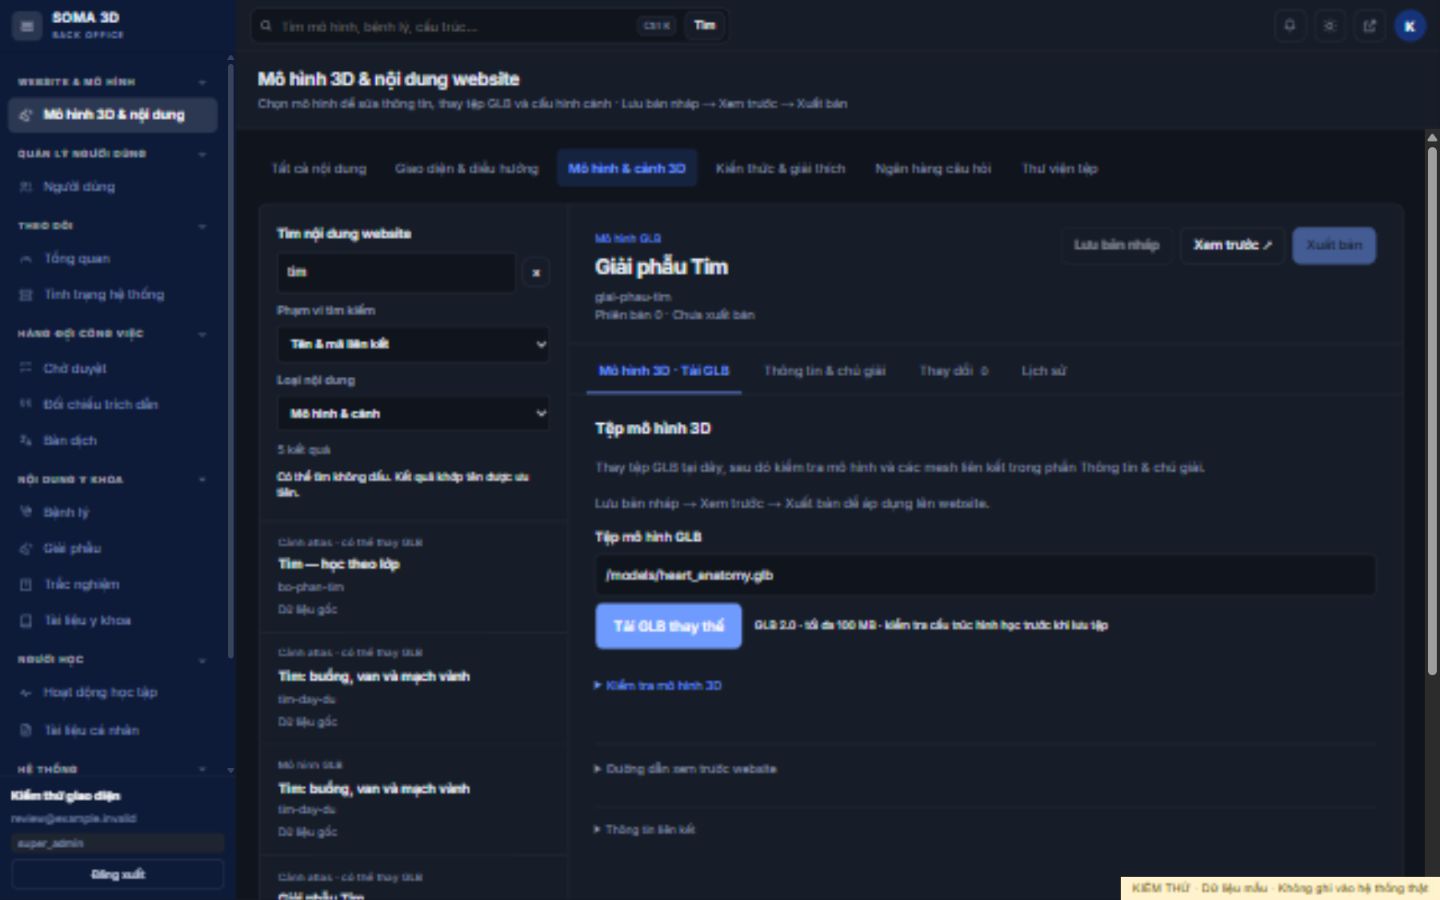 SOMA 3D
BACK OFFICE
Tìm mô hình, bệnh lý, cấu trúc...
Ctrl K
Tìm
K
WEBSITE & MÔ HÌNH
Mô hình 3D & nội dung
QUẢN LÝ NGƯỜI DÙNG
Người dùng
THEO DÕI
Tổng quan
Tình trạng hệ thống
HÀNG ĐỢI CÔNG VIỆC
Chờ duyệt
Đối chiếu trích dẫn
Bản dịch
NỘI DUNG Y KHOA
Bệnh lý
Giải phẫu
Trắc nghiệm
Tài liệu y khoa
NGƯỜI HỌC
Hoạt động học tập
Tài liệu cá nhân
HỆ THỐNG
Kiểm thử giao diện
review@example.invalid
super_admin
Đăng xuất
Mô hình 3D & nội dung website
Chọn mô hình để sửa thông tin, thay tệp GLB và cấu hình cảnh · Lưu bản nháp → Xem trước → Xuất bản
Tất cả nội dung
Giao diện & điều hướng
Mô hình & cảnh 3D
Kiến thức & giải thích
Ngân hàng câu hỏi
Thư viện tệp
Tìm nội dung website
tim
×
Phạm vi tìm kiếm
Tên & mã liên kết
Loại nội dung
Mô hình & cảnh
5 kết quả
Có thể tìm không dấu. Kết quả khớp tên được ưu
tiên.
Cảnh atlas · có thể thay GLB
Tim — học theo lớp
bo-phan-tim
Dữ liệu gốc
Cảnh atlas · có thể thay GLB
Tim: buồng, van và mạch vành
tim-day-du
Dữ liệu gốc
Mô hình GLB
Tim: buồng, van và mạch vành
tim-day-du
Dữ liệu gốc
Cảnh atlas · có thể thay GLB
Giải phẫu Tim
Mô hình GLB
Giải phẫu Tim
giai-phau-tim
Phiên bản 0 · Chưa xuất bản
Lưu bản nháp
Xem trước ↗
Xuất bản
Mô hình 3D · Tải GLB
Thông tin & chú giải
Thay đổi 0
Lịch sử
Tệp mô hình 3D
Thay tệp GLB tại đây, sau đó kiểm tra mô hình và các mesh liên kết trong phần Thông tin & chú giải.
Lưu bản nháp → Xem trước → Xuất bản để áp dụng lên website.
Tệp mô hình GLB
/models/heart_anatomy.glb
Tải GLB thay thế
GLB 2.0 · tối đa 100 MB · kiểm tra cấu trúc hình học trước khi lưu tệp
Kiểm tra mô hình 3D
Đường dẫn xem trước website
Thông tin liên kết
KIỂM THỬ · Dữ liệu mẫu · Không ghi vào hệ thống thật